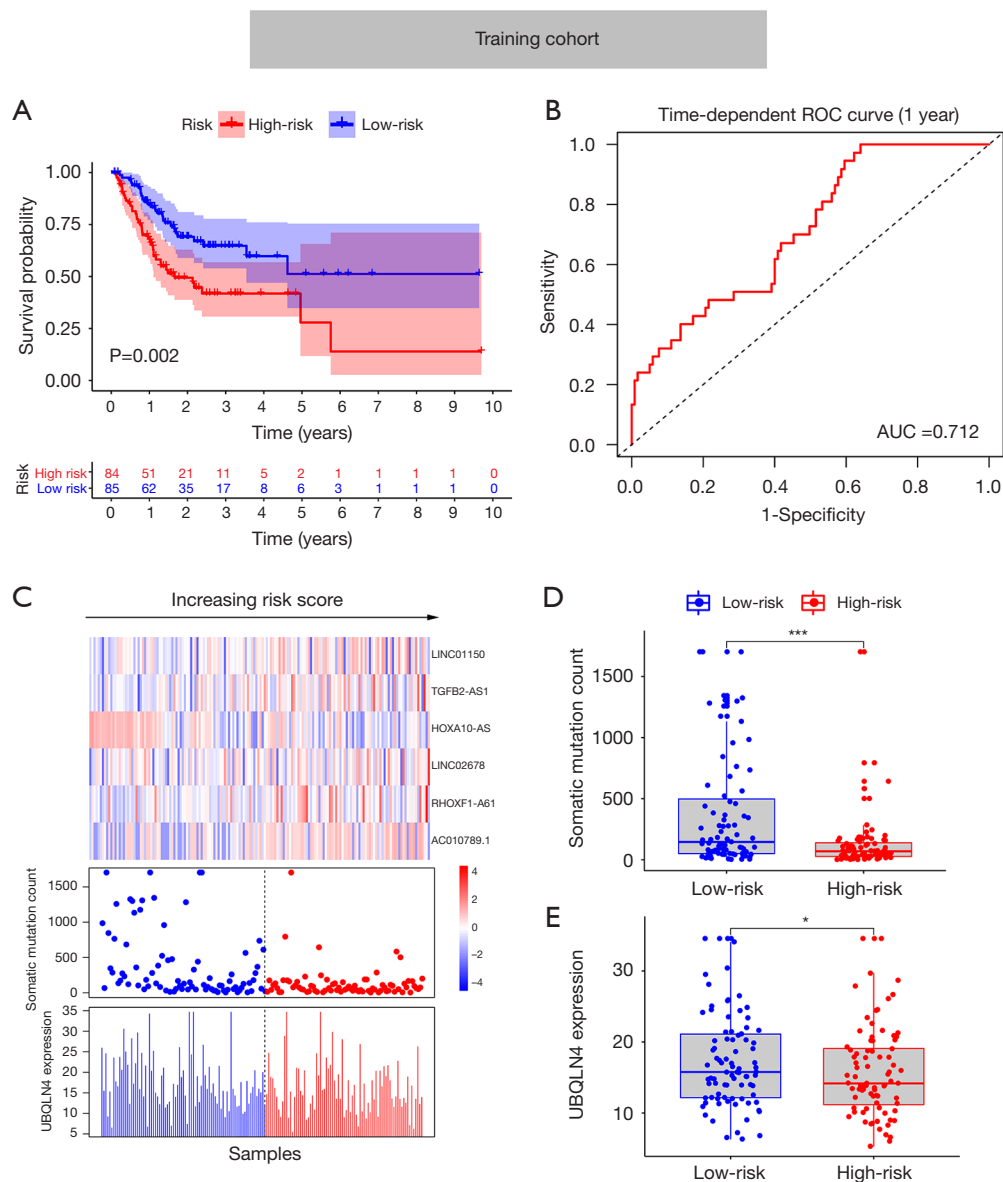 Training cohort
A
Risk High-risk Low-risk
1.00
0.75
0.50
0.25
0.00
Survival probability
P=0.002
0 1 2 3 4 5 6 7 8 9 10
Time (years)
Risk
High risk 84 51 21 11 5 2 1 1 1 1 0
Low risk 85 62 35 17 8 6 3 1 1 1 0
0 1 2 3 4 5 6 7 8 9 10
Time (years)
B
Time-dependent ROC curve (1 year)
1.0
0.8
0.6
0.4
0.2
0.0
Sensitivity
AUC =0.712
0.0 0.2 0.4 0.6 0.8 1.0
1-Specificity
C
Increasing risk score
LINC01150
TGFB2-AS1
HOXA10-AS
LINC02678
RHOXF1-A61
AC010789.1
Somatic mutation count
1500
1000
500
0
4
2
0
−2
−4
UBQLN4 expression
35
30
25
20
15
10
5
Samples
D
Low-risk High-risk
***
Somatic mutation count
1500
1000
500
0
Low-risk High-risk
E
*
UBQLN4 expression
30
20
10
Low-risk High-risk